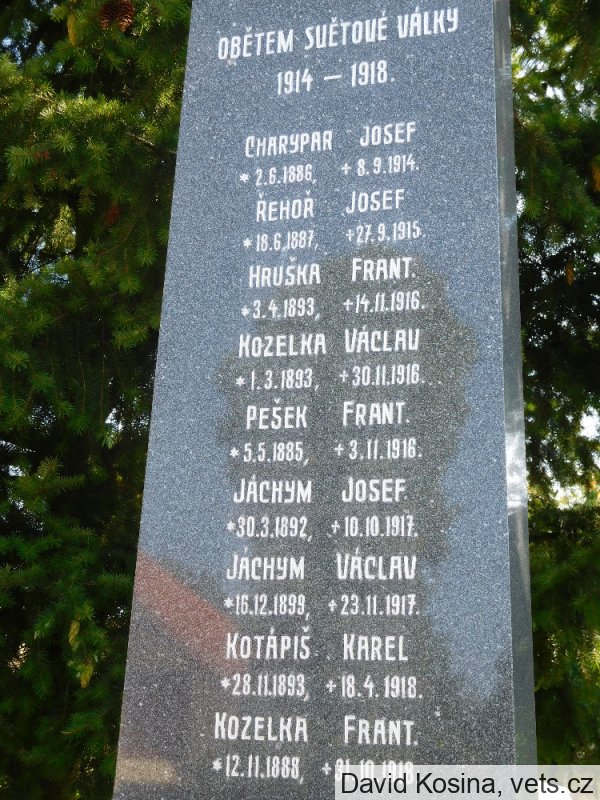 OBĚTEM SVĚTOVÉ VÁLKY
1914 – 1918.
CHARYPAR JOSEF
* 2.6.1886, + 8.9.1914.
ŘEHOŘ JOSEF
*18.6.1887, +27.9.1915.
HRUŠKA FRANT.
*3.4.1893, +14.11.1916.
KOZELKA VÁCLAV
*1.3.1893, +30.11.1916.
PEŠEK FRANT.
*5.5.1885, +3.11.1916.
JÁCHYM JOSEF.
*30.3.1892, +10.10.1917.
JÁCHYM VÁCLAV
*16.12.1899, +23.11.1917.
KOTÁPIŠ KAREL
*28.11.1893, +18.4.1918.
KOZELKA FRANT.
*12.11.1888, +21.10.1918.
David Kosina, vets.cz